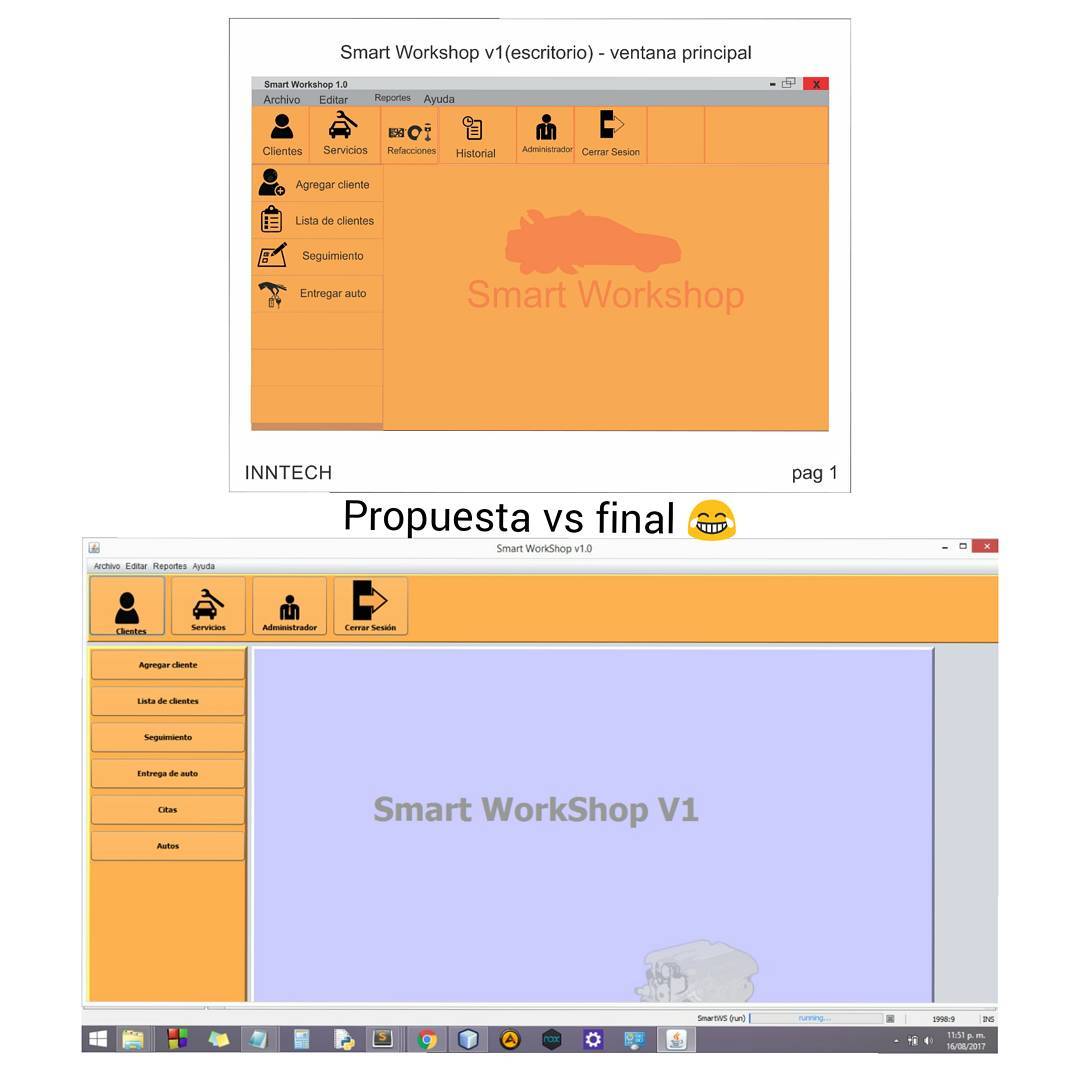 Smart Workshop v1(escritorio) - ventana principal
Smart Workshop 1.0
X
Archivo Editar Reportes Ayuda
Clientes Servicios Refacciones Historial Administrador Cerrar Sesion
Agregar cliente
Lista de clientes
Seguimiento
Entregar auto
Smart Workshop
INNTECH
pag 1
Propuesta vs final 😂
Smart WorkShop v1.0
Archivo Editar Reportes Ayuda
Clientes Servicios Administrador Cerrar Sesión
Agregar cliente
Lista de clientes
Seguimiento
Entrega de auto
Citas
Autos
Smart WorkShop V1
SmartWS (run) running... 1998:9 INS
S nox
11:51 p. m.
16/08/2017